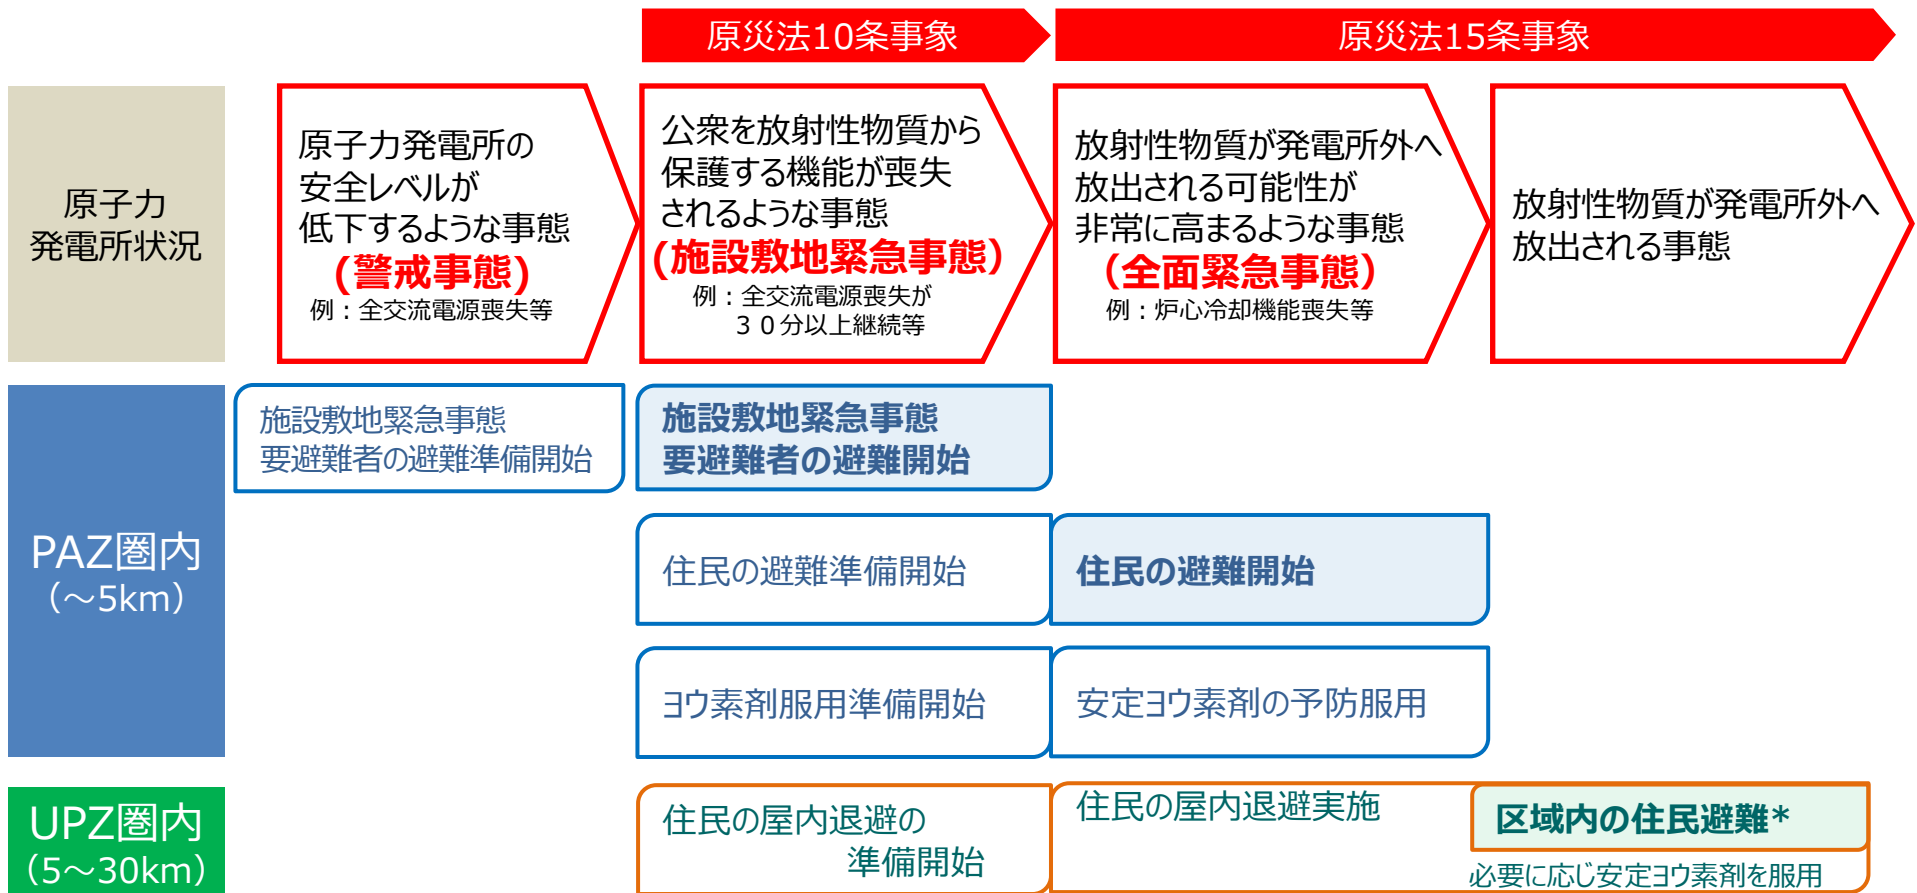 原災法10条事象
原災法15条事象
原子力
発電所状況
原子力発電所の
安全レベルが
低下するような事態
(警戒事態)
例：全交流電源喪失等
公衆を放射性物質から
保護する機能が喪失
されるような事態
(施設敷地緊急事態）
例：全交流電源喪失が
３０分以上継続等
放射性物質が発電所外へ
放出される可能性が
非常に高まるような事態
（全面緊急事態）
例：炉心冷却機能喪失等
放射性物質が発電所外へ
放出される事態
PAZ圏内
（～5km）
施設敷地緊急事態
要避難者の避難準備開始
施設敷地緊急事態
要避難者の避難開始
住民の避難準備開始
住民の避難開始
ヨウ素剤服用準備開始
安定ヨウ素剤の予防服用
UPZ圏内
（5～30km）
住民の屋内退避の
準備開始
住民の屋内退避実施
区域内の住民避難*
必要に応じ安定ヨウ素剤を服用